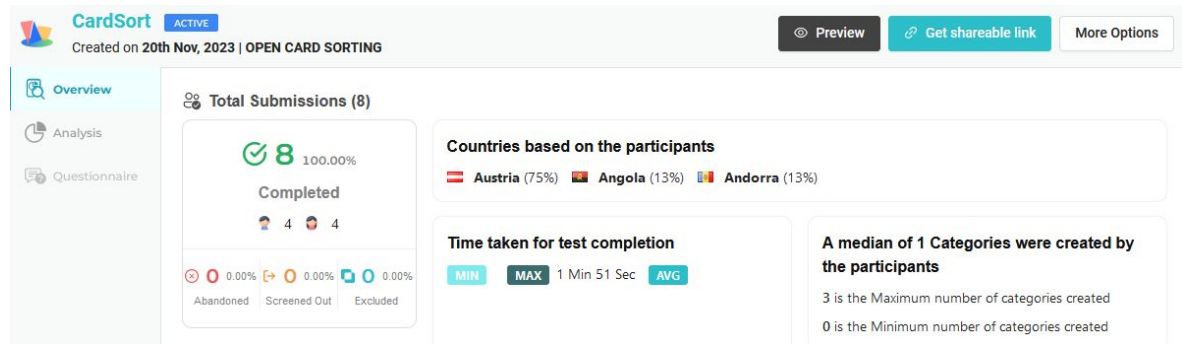 CardSort ACTIVE
Created on 20th Nov, 2023 | OPEN CARD SORTING
Preview
Get shareable link
More Options
Overview
Analysis
Questionnaire
Total Submissions (8)
8 100.00%
Completed
4 4
0 0.00% 0 0.00% 0 0.00%
Abandoned Screened Out Excluded
Countries based on the participants
Austria (75%) Angola (13%) Andorra (13%)
Time taken for test completion
MIN MAX 1 Min 51 Sec AVG
A median of 1 Categories were created by
the participants
3 is the Maximum number of categories created
0 is the Minimum number of categories created